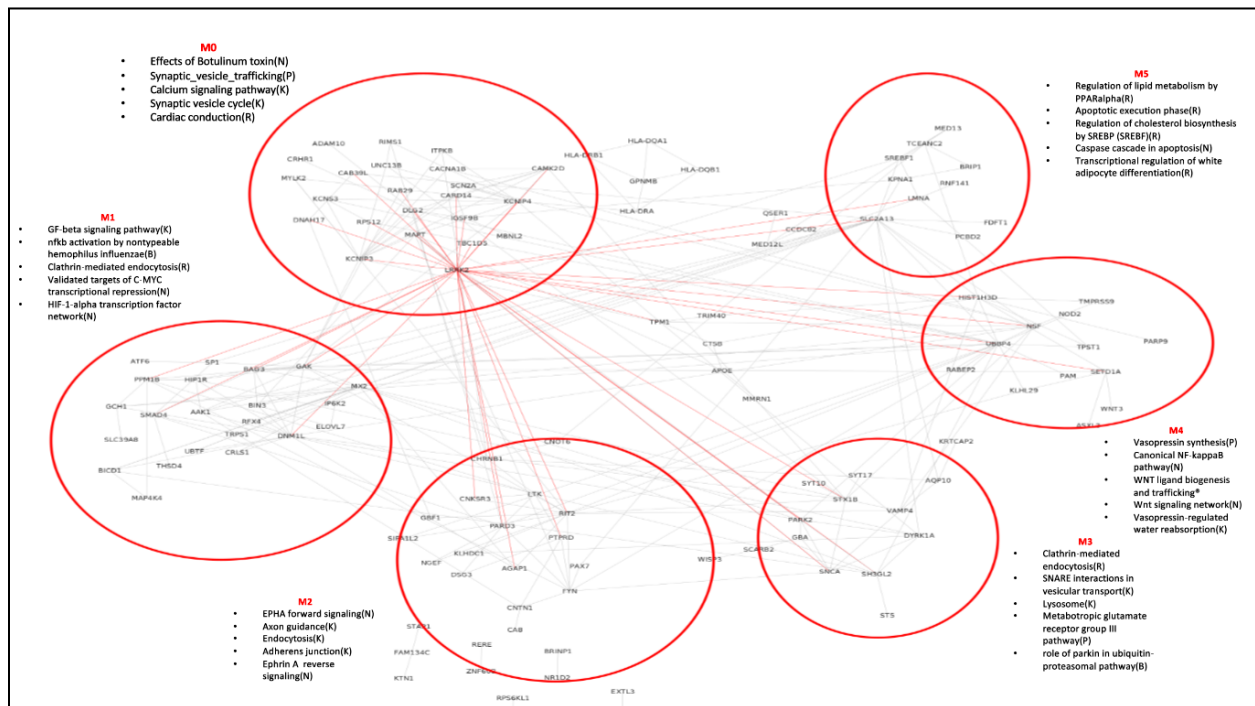 M0
• Effects of Botulinum toxin(N)
• Synaptic_vesicle_trafficking(P)
• Calcium signaling pathway(K)
• Synaptic vesicle cycle(K)
• Cardiac conduction(R)
M5
• Regulation of lipid metabolism by
PPARalpha(R)
• Apoptotic execution phase(R)
• Regulation of cholesterol biosynthesis
by SREBP (SREBF)(R)
• Caspase cascade in apoptosis(N)
• Transcriptional regulation of white
adipocyte differentiation(R)
M1
• GF-beta signaling pathway(K)
• nfkb activation by nontypeable
hemophilus influenzae(B)
• Clathrin-mediated endocytosis(R)
• Validated targets of C-MYC
transcriptional repression(N)
• HIF-1-alpha transcription factor
network(N)
ADAM10
RIMS1
ITPKB
CRHR1
CAB39L
UNC13B
CACNA1B
CAMK2D
MYLK2
RAB29
SCN2A
CARD14
KCNS3
KCNIP4
DLG2
DNAH17
RPS12
IGSF9B
MAPT
TBC1D5
MBNL2
KCNIP3
LRRK2
HLA-DRB1
HLA-DQA1
HLA-DQB1
GPNMB
HLA-DRA
MED13
TCEANC2
SREBF1
BRIP1
KPNA1
RNF141
LMNA
SLC2A13
FDFT1
PCBD2
QSER1
CCDC82
MED12L
HIST1H3D
TMPRSS9
NOD2
NSF
PARP9
UBBP4
TPST1
RABEP2
PAM
SETD1A
KLHL29
WNT3
ASXL3
TRIM40
TPM1
CTSB
APOE
MMRN1
KRTCAP2
AQP10
ATF6
SP1
BAG3
GAK
PPM1B
HIP1R
MX2
GCH1
BIN3
IP6K2
SMAD4
AAK1
RFX4
ELOVL7
SLC39A8
TRPS1
DNM1L
UBTF
CRLS1
BICD1
THSD4
MAP4K4
CNOT6
CHRNB1
CNKSR3
LTK
GBF1
RIT2
SIPA1L2
PARD3
PTPRD
KLHDC1
NGEF
DSG3
AGAP1
PAX7
FYN
CNTN1
CAB
WISP3
SCARB2
SYT17
SYT10
STX1B
PARK2
VAMP4
GBA
DYRK1A
SNCA
SH3GL2
STS
M4
• Vasopressin synthesis(P)
• Canonical NF-kappaB
pathway(N)
• WNT ligand biogenesis
and trafficking®
• Wnt signaling network(N)
• Vasopressin-regulated
water reabsorption(K)
M3
• Clathrin-mediated
endocytosis(R)
• SNARE interactions in
vesicular transport(K)
• Lysosome(K)
• Metabotropic glutamate
receptor group III
pathway(P)
• role of parkin in ubiquitin-
proteasomal pathway(B)
M2
• EPHA forward signaling(N)
• Axon guidance(K)
• Endocytosis(K)
• Adherens junction(K)
• Ephrin A reverse
signaling(N)
FAM134C
KTN1
RERE
BRINP1
NR1D2
RPS6KL1
EXTL3